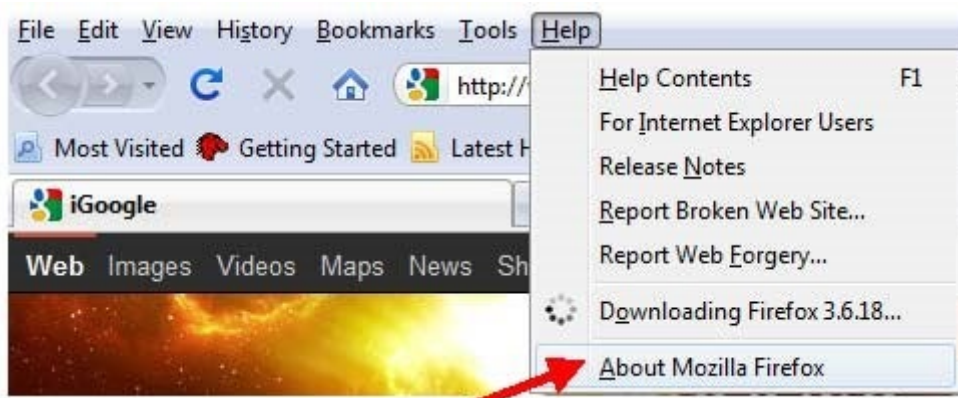 File Edit View History Bookmarks Tools Help
http://
Most Visited Getting Started Latest H
iGoogle
Web Images Videos Maps News Sh
Help Contents F1
For Internet Explorer Users
Release Notes
Report Broken Web Site...
Report Web Forgery...
Downloading Firefox 3.6.18...
About Mozilla Firefox